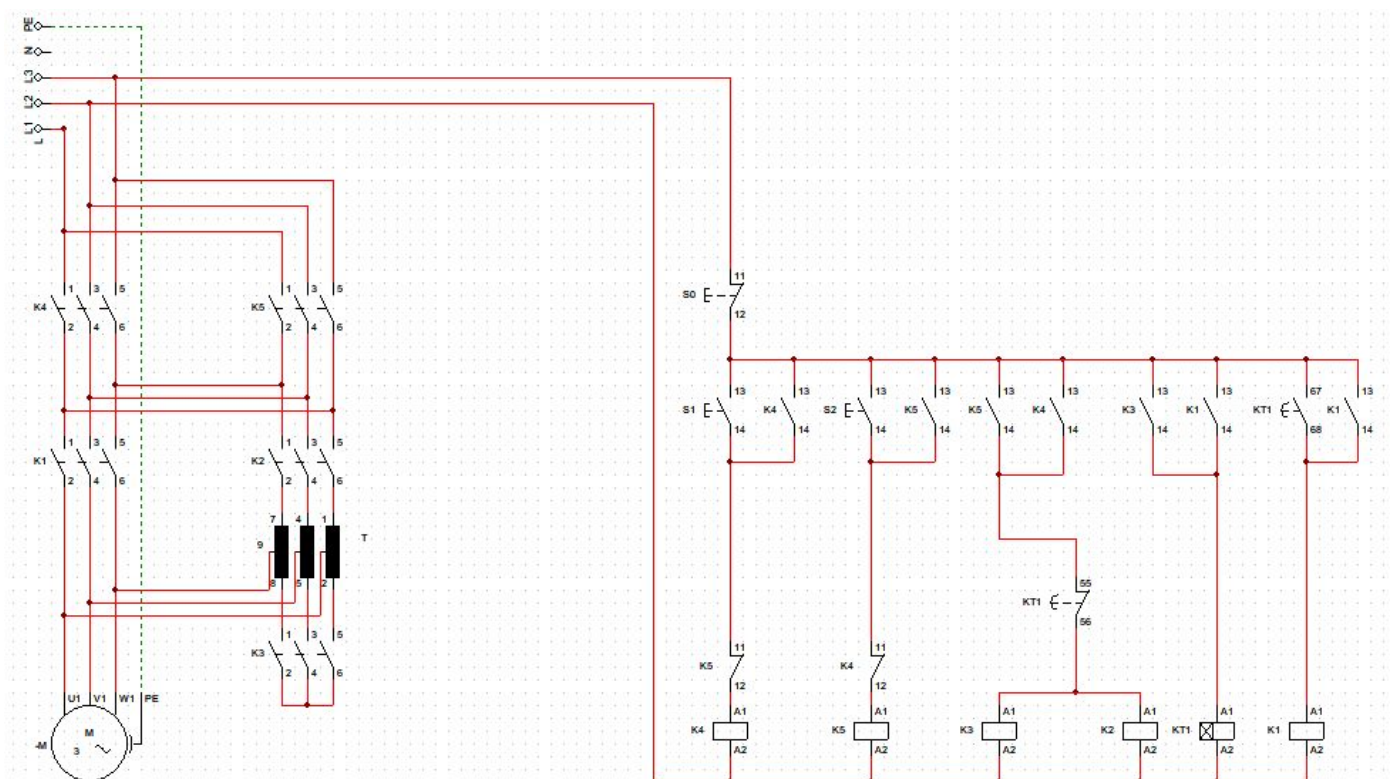 PE
N
L3
L2
L1
L
K4 1 3 5
2 4 6
K5 1 3 5
2 4 6
K1 1 3 5
2 4 6
K2 1 3 5
2 4 6
7 4 1
9 T
8 5 2
K3 1 3 5
2 4 6
U1 V1 W1 PE
-M M
3
S0 11
12
13 13 13 13 13 13 13 13 67 13
S1 K4 S2 K5 K5 K4 K3 K1 KT1 K1
14 14 14 14 14 14 14 14 68 14
55
KT1
56
11 11
K5 K4
12 12
A1 A1 A1 A1 A1 A1
K4 K5 K3 K2 KT1 K1
A2 A2 A2 A2 A2 A2